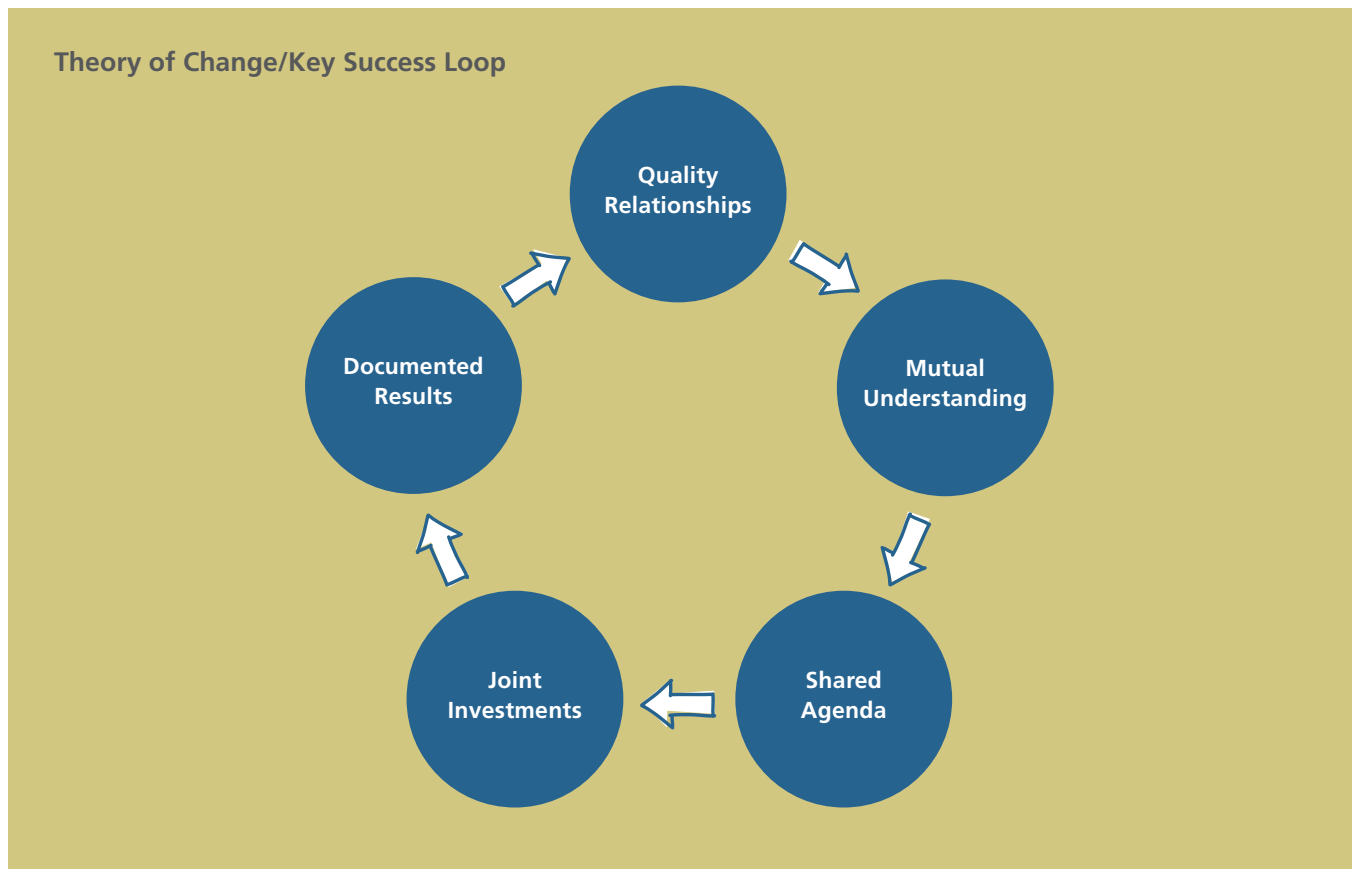 Theory of Change/Key Success Loop
Quality
Relationships
Mutual
Understanding
Shared
Agenda
Joint
Investments
Documented
Results